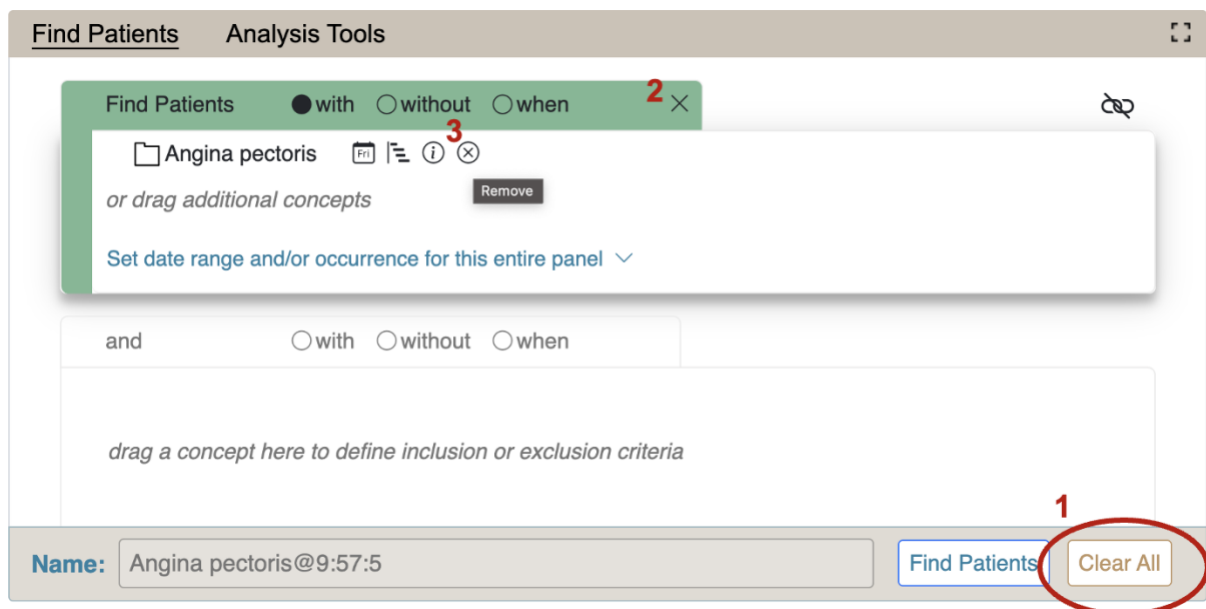 Find Patients Analysis Tools
Find Patients with without when 2
3
Angina pectoris Fri
Remove
or drag additional concepts
Set date range and/or occurrence for this entire panel
and with without when
drag a concept here to define inclusion or exclusion criteria
1
Name: Angina pectoris@9:57:5 Find Patients Clear All